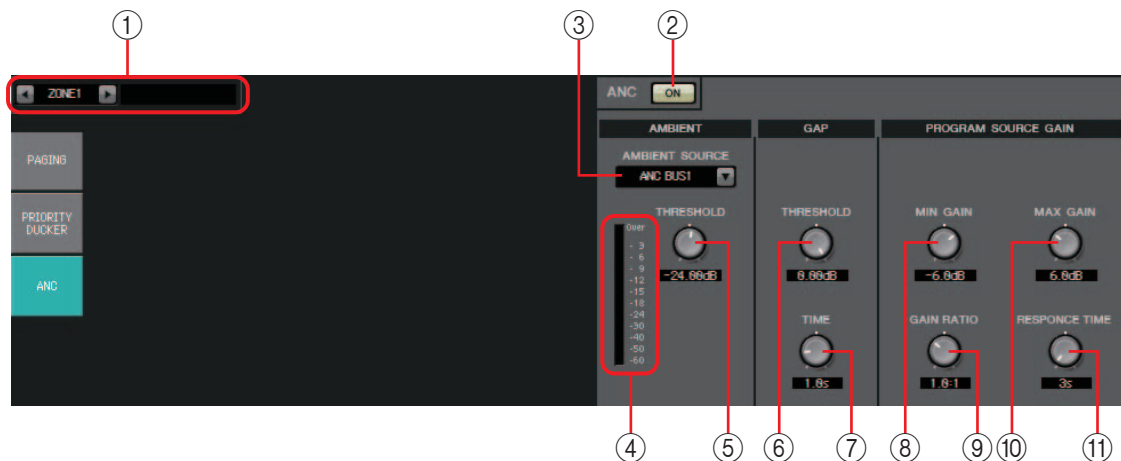 ①
③
②
ZONE1
ANC ON
AMBIENT
GAP
PROGRAM SOURCE GAIN
PAGING
AMBIENT SOURCE
ANC BUS1
PRIORITY
DUCKER
THRESHOLD
THRESHOLD
MIN GAIN
MAX GAIN
Over
- 3
- 6
- 9
-12
-15
-18
-24
-30
-40
-50
-60
-24.00dB
0.00dB
-6.0dB
6.0dB
ANC
TIME
GAIN RATIO
RESPONCE TIME
1.0s
1.0:1
3s
④
⑤
⑥
⑦
⑧
⑨
⑩
⑪